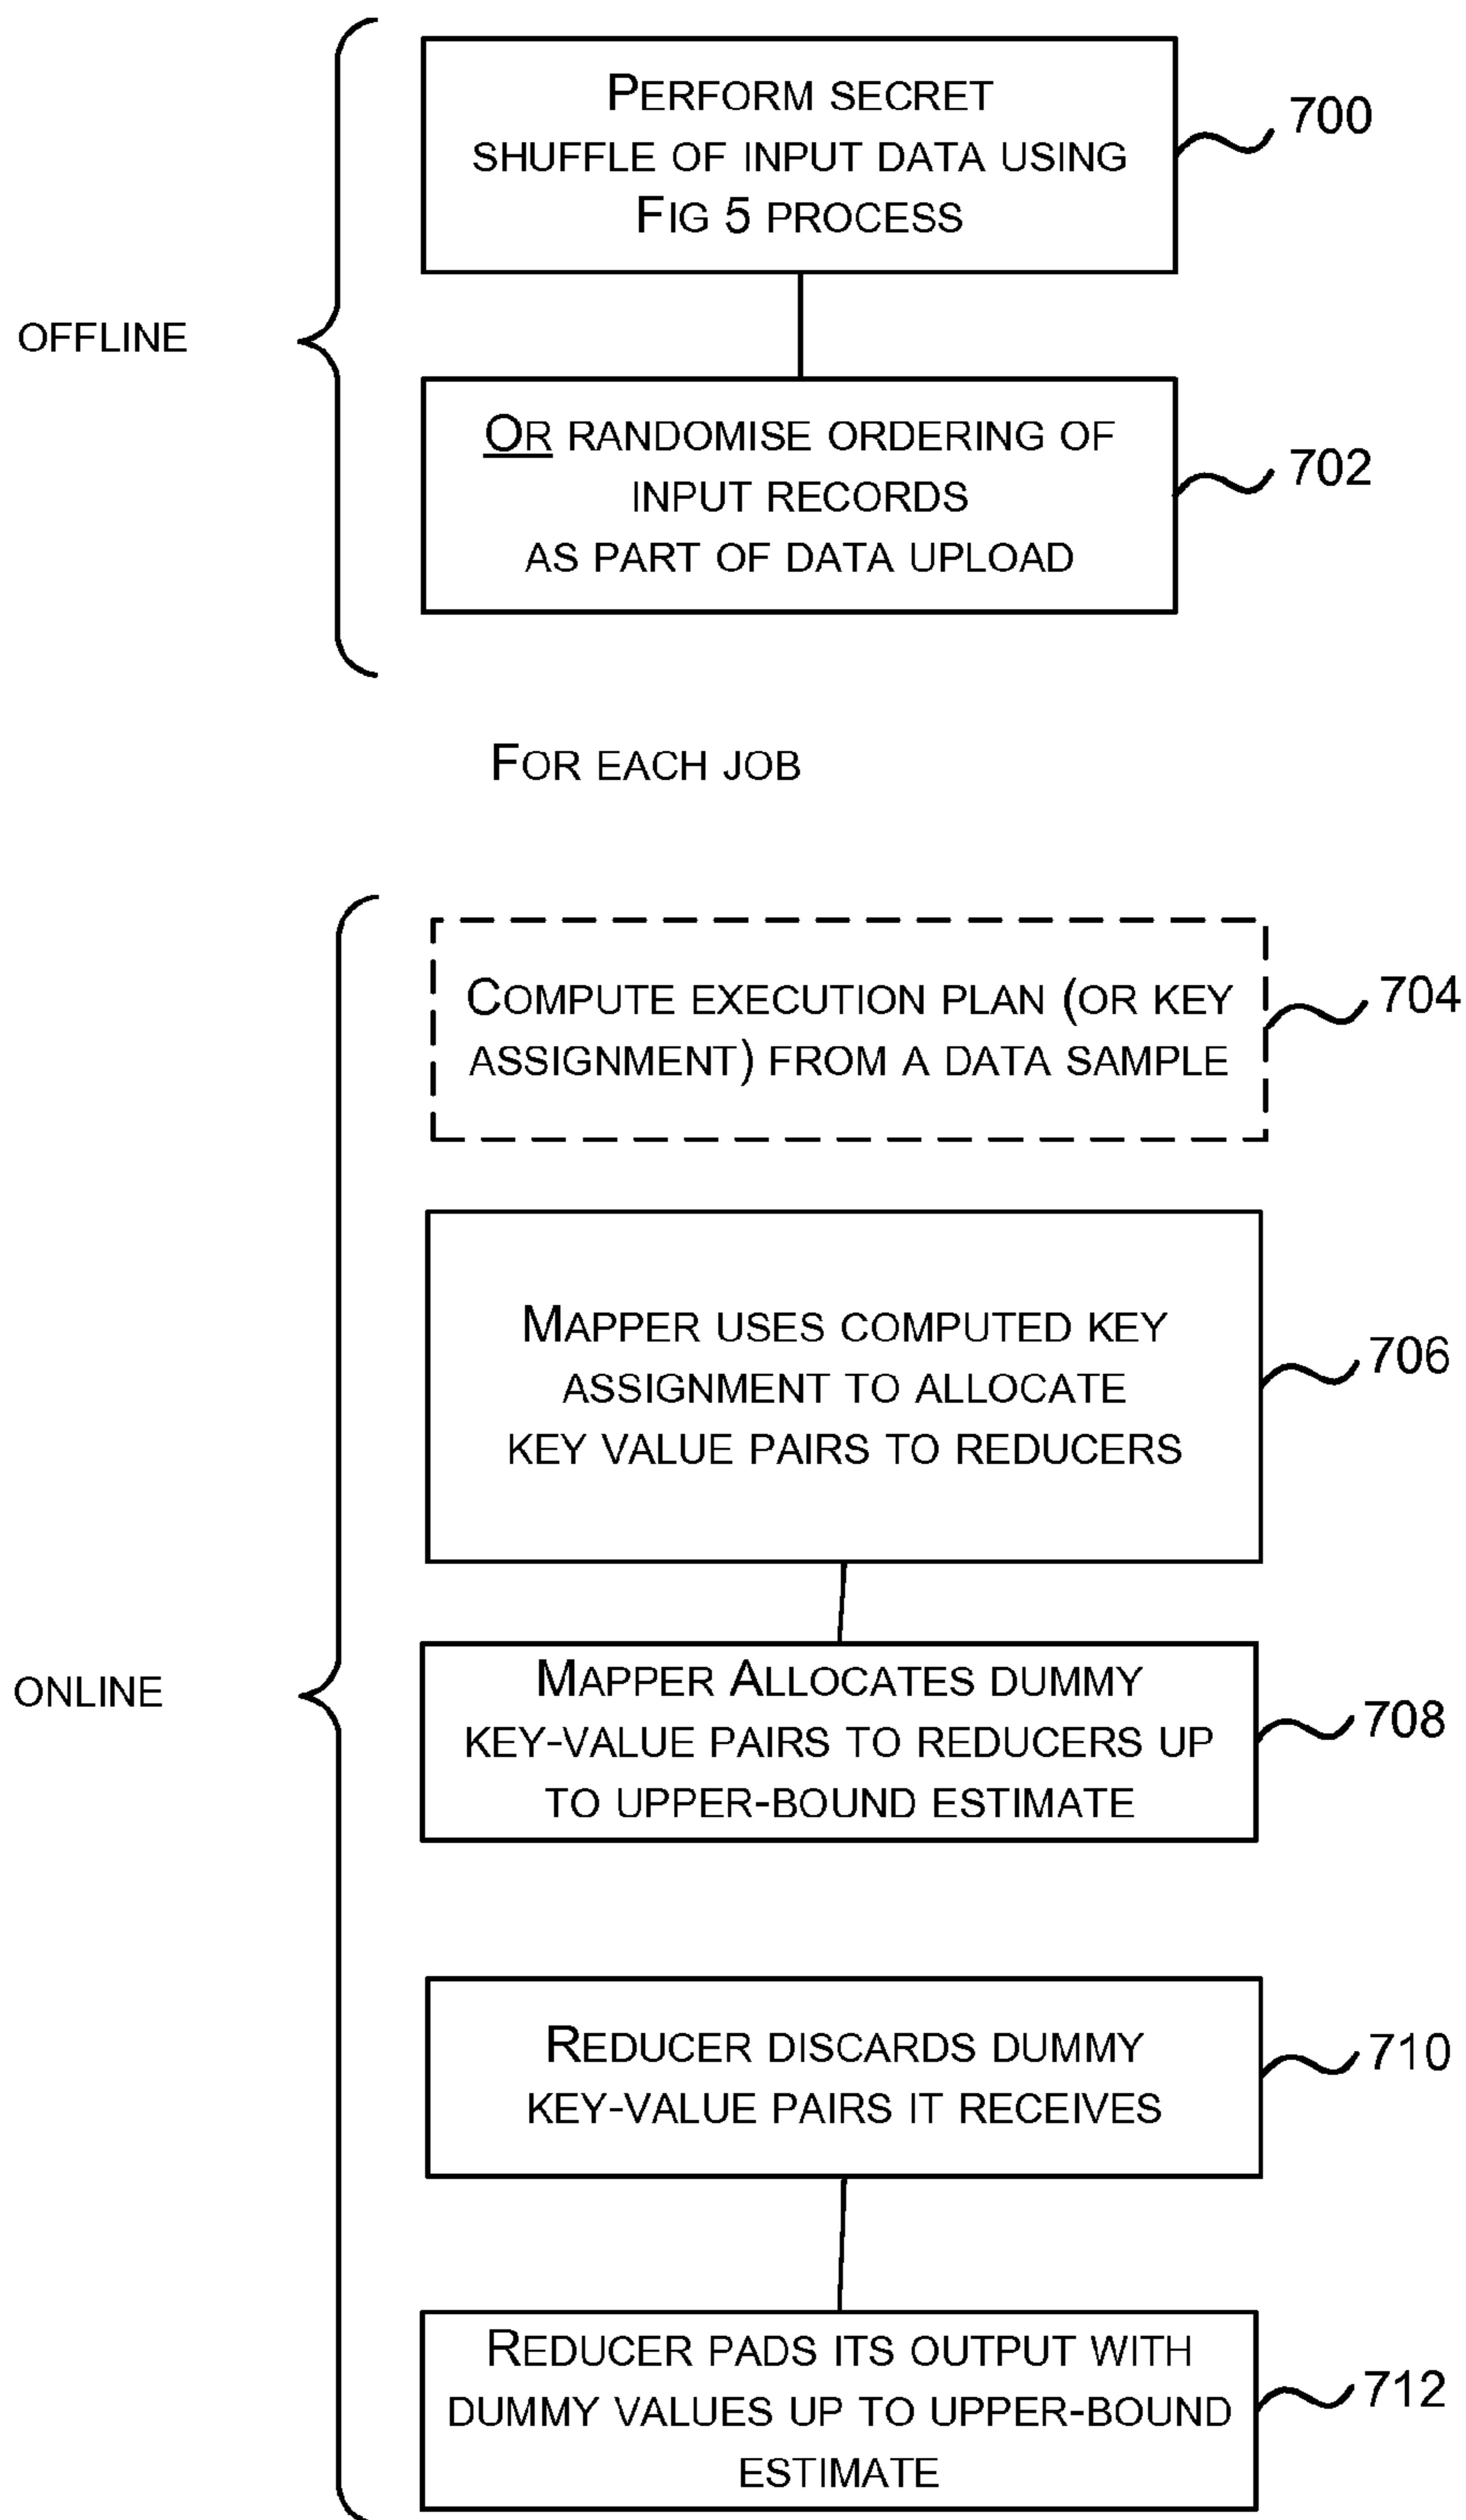 PERFORM SECRET
SHUFFLE OF INPUT DATA USING
FIG 5 PROCESS
700
OFFLINE
OR RANDOMISE ORDERING OF
INPUT RECORDS
AS PART OF DATA UPLOAD
702
FOR EACH JOB
COMPUTE EXECUTION PLAN (OR KEY
ASSIGNMENT) FROM A DATA SAMPLE
704
MAPPER USES COMPUTED KEY
ASSIGNMENT TO ALLOCATE
KEY VALUE PAIRS TO REDUCERS
706
ONLINE
MAPPER ALLOCATES DUMMY
KEY-VALUE PAIRS TO REDUCERS UP
TO UPPER-BOUND ESTIMATE
708
REDUCER DISCARDS DUMMY
KEY-VALUE PAIRS IT RECEIVES
710
REDUCER PADS ITS OUTPUT WITH
DUMMY VALUES UP TO UPPER-BOUND
ESTIMATE
712